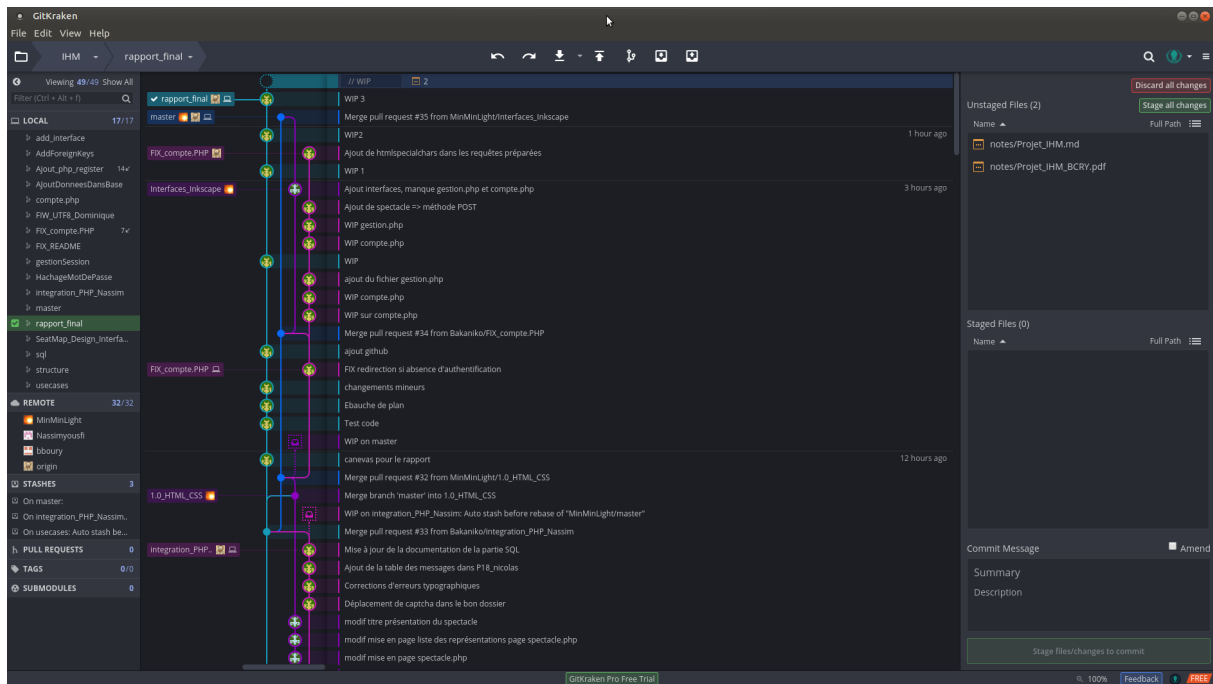 GitKraken
File Edit View Help
IHM
rapport_final
Viewing 49/49 Show All
Filter (Ctrl + Alt + f)
LOCAL 17/17
add_interface
AddForeignKeys
Ajout_php_register 14
AjoutDonneesDansBase
compte.php
FIW_UTF8_Dominique
FIX_compte.PHP 7
FIX_README
gestionSession
HachageMotDePasse
integration_PHP_Nassim
master
rapport_final
SeatMap_Design_Interfa...
sql
structure
usecases
REMOTE 32/32
MinMinLight
Nassimyousfi
bboury
origin
STASHES 3
On master:
On integration_PHP_Nassim..
On usecases: Auto stash be...
PULL REQUESTS 0
TAGS 0/0
SUBMODULES 0
// WIP 2
rapport_final WIP 3
master Merge pull request #35 from MinMinLight/Interfaces_Inkscape
WIP2 1 hour ago
FIX_compte.PHP Ajout de htmlspecialchars dans les requêtes préparées
WIP 1
Interfaces_Inkscape Ajout interfaces, manque gestion.php et compte.php 3 hours ago
Ajout de spectacle => méthode POST
WIP gestion.php
WIP compte.php
WIP
ajout du fichier gestion.php
WIP compte.php
WIP sur compte.php
Merge pull request #34 from Bakaniko/FIX_compte.PHP
ajout github
FIX_compte.PHP FIX redirection si absence d'authentification
changements mineurs
Ebauche de plan
Test code
WIP on master
canevas pour le rapport 12 hours ago
Merge pull request #32 from MinMinLight/1.0_HTML_CSS
1.0_HTML_CSS Merge branch 'master' into 1.0_HTML_CSS
WIP on integration_PHP_Nassim: Auto stash before rebase of "MinMinLight/master"
Merge pull request #33 from Bakaniko/integration_PHP_Nassim
integration_PHP.. Mise à jour de la documentation de la partie SQL
Ajout de la table des messages dans P18_nicolas
Corrections d'erreurs typographiques
Déplacement de captcha dans le bon dossier
modif titre présentation du spectacle
modif mise en page liste des représentations page spectacle.php
modif mise en page spectacle.php
Discard all changes
Unstaged Files (2) Stage all changes
Name Full Path
notes/Projet_IHM.md
notes/Projet_IHM_BCRY.pdf
Staged Files (0)
Name Full Path
Commit Message Amend
Summary
Description
Stage files/changes to commit
GitKraken Pro Free Trial
100% Feedback FREE